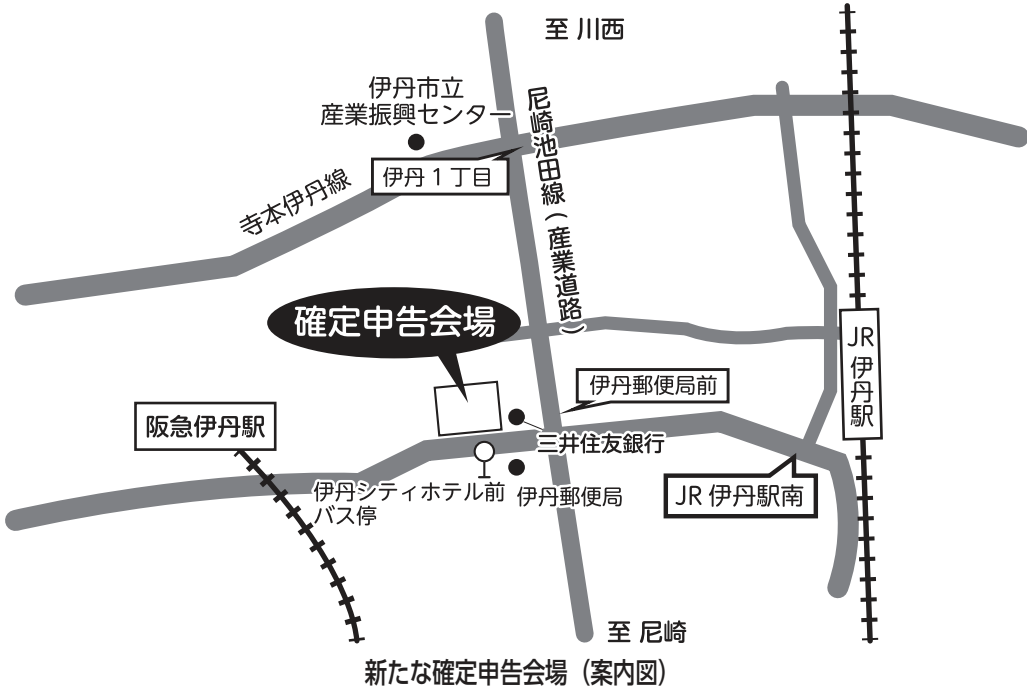 至 川西
伊丹市立
産業振興センター
尼崎池田線（産業道路）
伊丹１丁目
寺本伊丹線
確定申告会場
JR
伊丹駅
伊丹郵便局前
阪急伊丹駅
三井住友銀行
伊丹シティホテル前
バス停
伊丹郵便局
JR 伊丹駅南
至 尼崎
新たな確定申告会場（案内図）